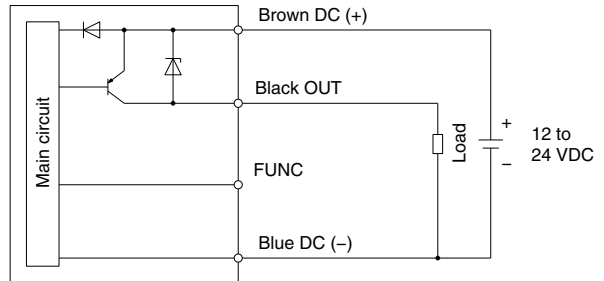 Brown DC (+)
Black OUT
Main circuit
Load
+
−
12 to
24 VDC
FUNC
Blue DC (−)